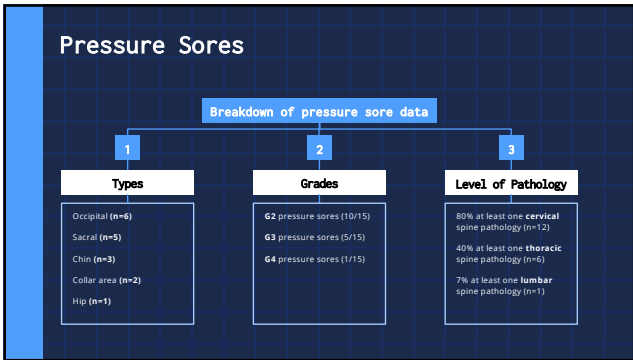 Pressure Sores
Breakdown of pressure sore data
1
Types
Occipital (n=6)
Sacral (n=5)
Chin (n=3)
Collar area (n=2)
Hip (n=1)
2
Grades
G2 pressure sores (10/15)
G3 pressure sores (5/15)
G4 pressure sores (1/15)
3
Level of Pathology
80% at least one cervical
spine pathology (n=12)
40% at least one thoracic
spine pathology (n=6)
7% at least one lumbar
spine pathology (n=1)